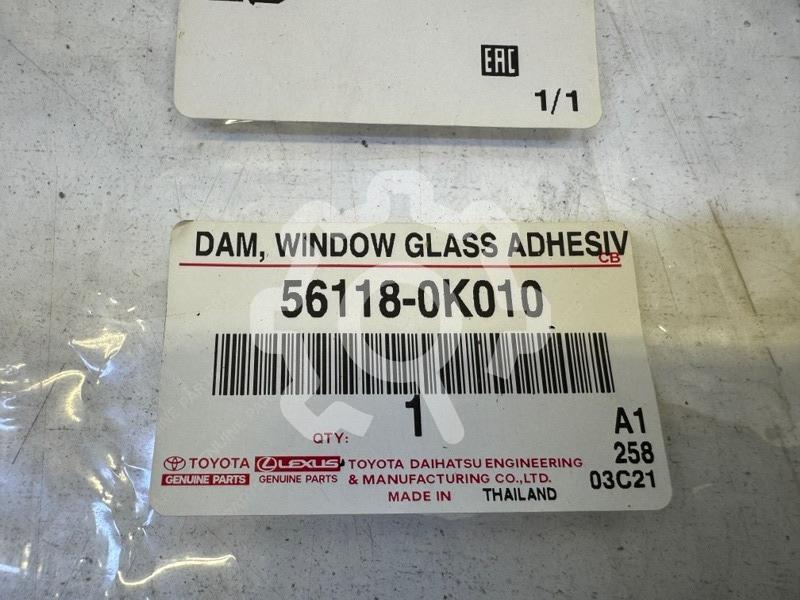 EAC
1/1
DAM, WINDOW GLASS ADHESIV
CB
56118-0K010
QTY: 1
A1
258
03C21
TOYOTA
GENUINE PARTS
LEXUS
GENUINE PARTS
TOYOTA DAIHATSU ENGINEERING
& MANUFACTURING CO., LTD.
MADE IN THAILAND